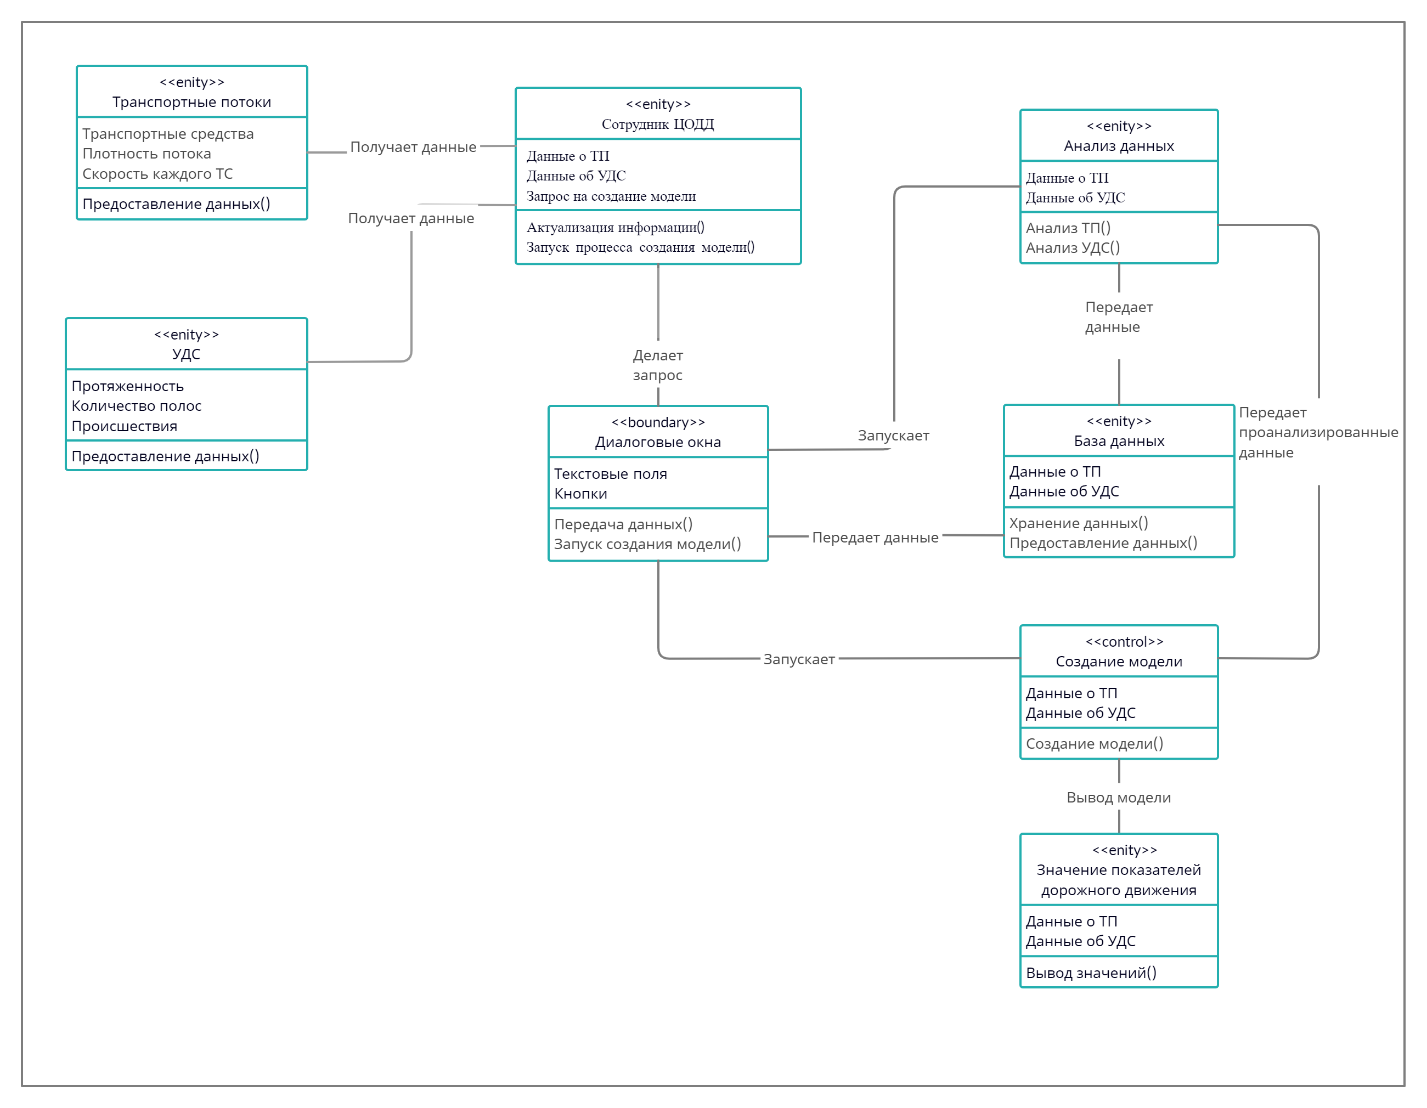 <<enity>>
Транспортные потоки
Транспортные средства
Плотность потока
Скорость каждого ТС
Предоставление данных()
Получает данные
Получает данные
<<enity>>
Сотрудник ЦОДД
Данные о ТП
Данные об УДС
Запрос на создание модели
Актуализация информации()
Запуск процесса создания модели()
<<enity>>
Анализ данных
Данные о ТП
Данные об УДС
Анализ ТП()
Анализ УДС()
<<enity>>
УДС
Протяженность
Количество полос
Происшествия
Предоставление данных()
Делает
запрос
Передает
данные
<<boundary>>
Диалоговые окна
Текстовые поля
Кнопки
Передача данных()
Запуск создания модели()
Запускает
Передает данные
<<enity>>
База данных
Данные о ТП
Данные об УДС
Хранение данных()
Предоставление данных()
Передает
проанализированные
данные
Запускает
<<control>>
Создание модели
Данные о ТП
Данные об УДС
Создание модели()
Вывод модели
<<enity>>
Значение показателей
дорожного движения
Данные о ТП
Данные об УДС
Вывод значений()